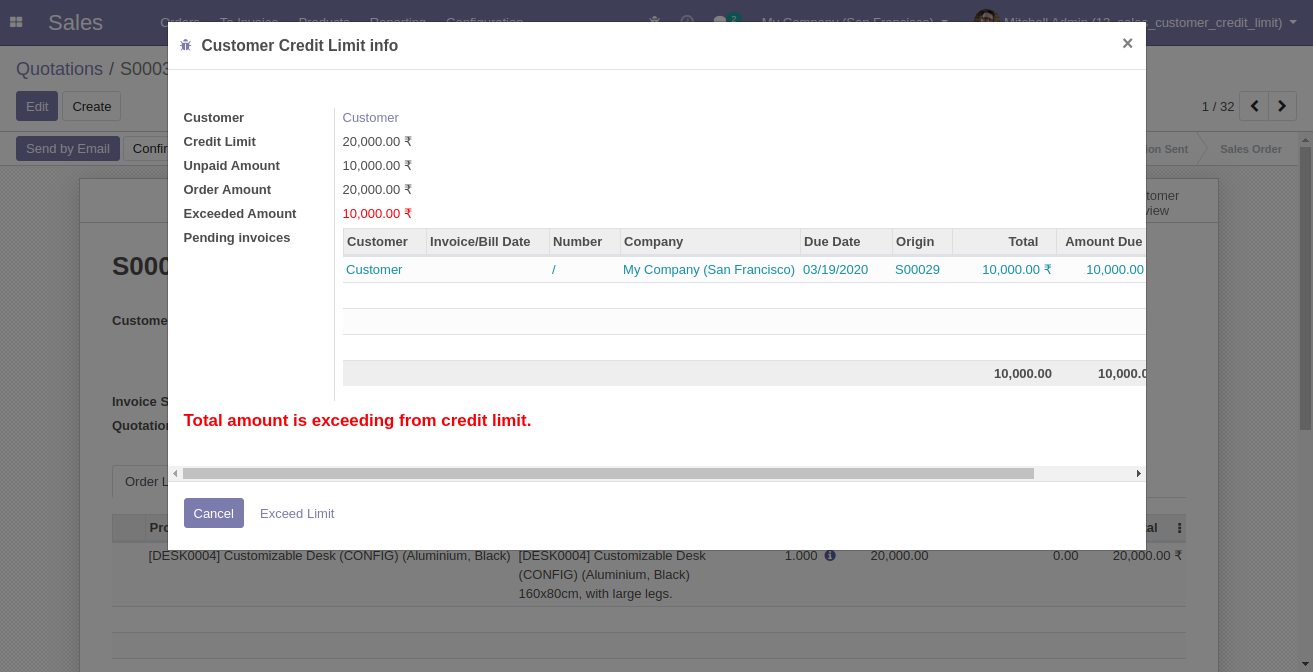 Sales
Orders To Invoice Products Reporting Configuration 2 My Company (San Francisco) Mitchell Admin (13_sales_customer_credit_limit)
Customer Credit Limit info ×
Quotations / S0003
Edit Create
1 / 32
Send by Email Confir
on Sent Sales Order
tomer
view
Customer Customer
Credit Limit 20,000.00 ₹
Unpaid Amount 10,000.00 ₹
Order Amount 20,000.00 ₹
Exceeded Amount 10,000.00 ₹
Pending invoices
Customer Invoice/Bill Date Number Company Due Date Origin Total Amount Due
Customer / My Company (San Francisco) 03/19/2020 S00029 10,000.00 ₹ 10,000.00
10,000.00 10,000.0
S000
Custome
Invoice S
Quotation
Total amount is exceeding from credit limit.
Order L
Cancel Exceed Limit
Pro tal
[DESK0004] Customizable Desk (CONFIG) (Aluminium, Black) [DESK0004] Customizable Desk 1.000 20,000.00 0.00 20,000.00 ₹
(CONFIG) (Aluminium, Black)
160x80cm, with large legs.